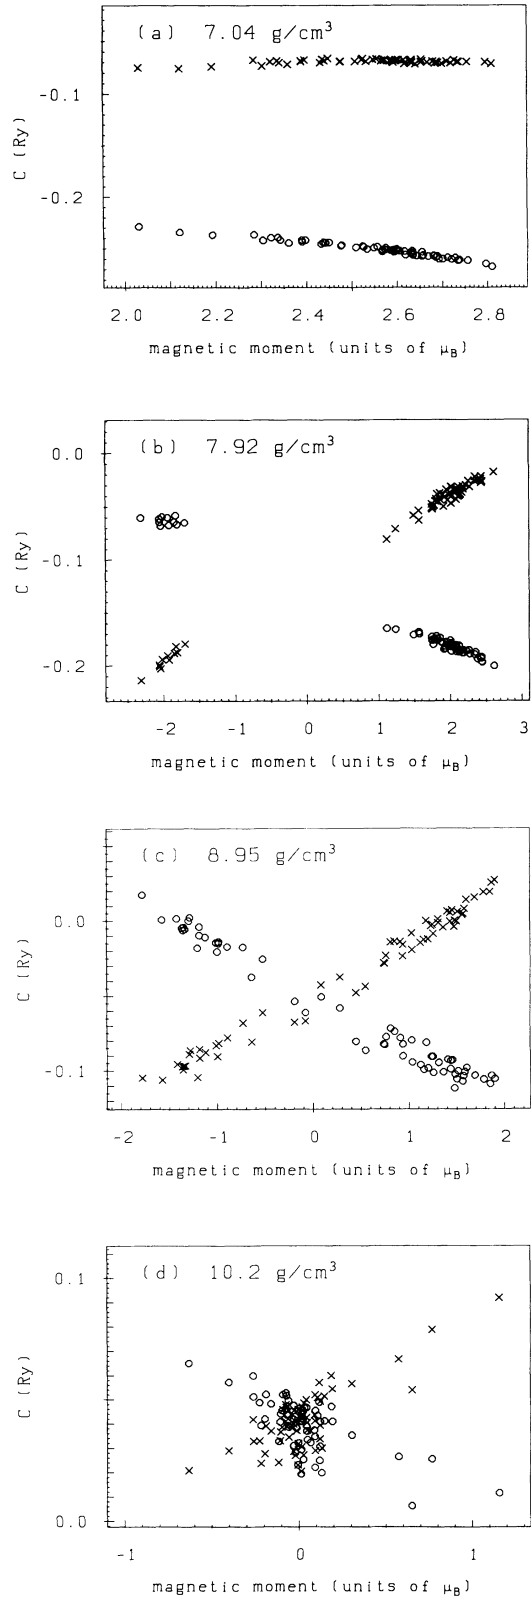 (a) 7.04 g/cm³
-0.1
-0.2
C (Ry)
2.0 2.2 2.4 2.6 2.8
magnetic moment (units of μB)
(b) 7.92 g/cm³
0.0
-0.1
-0.2
C (Ry)
-2 -1 0 1 2 3
magnetic moment (units of μB)
(c) 8.95 g/cm³
0.0
-0.1
C (Ry)
-2 -1 0 1 2
magnetic moment (units of μB)
(d) 10.2 g/cm³
0.1
0.0
C (Ry)
-1 0 1
magnetic moment (units of μB)